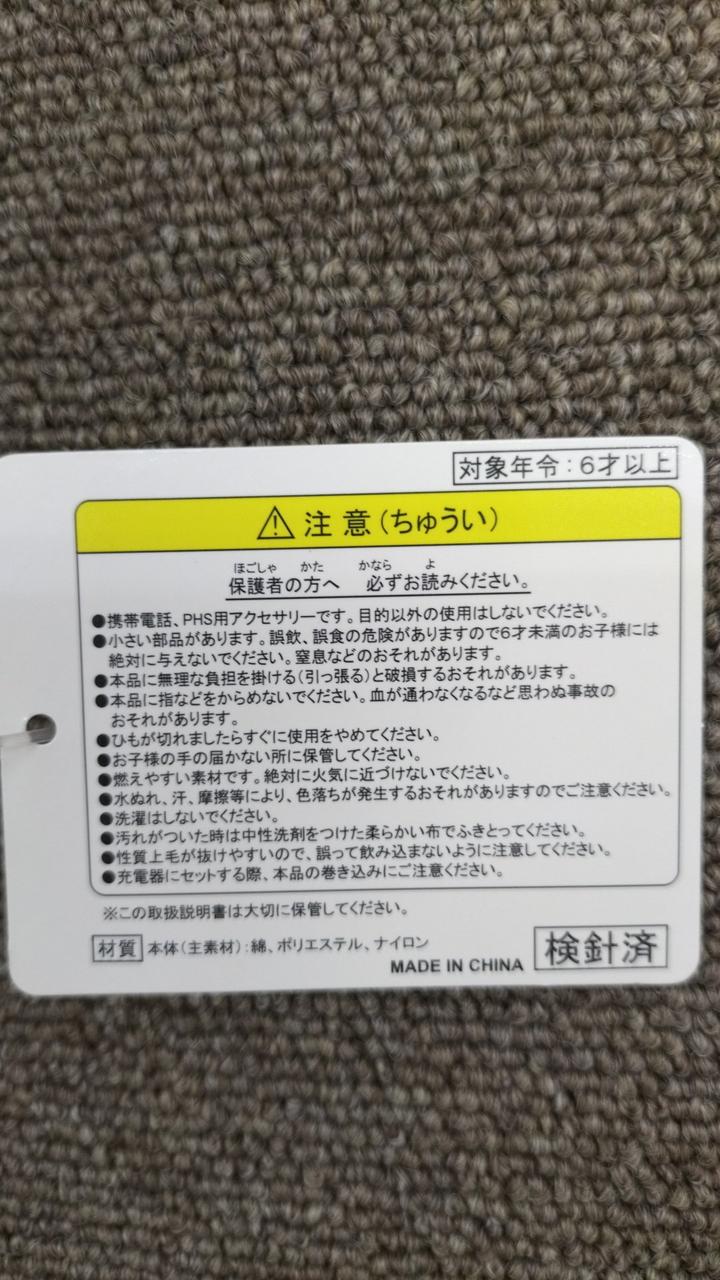 対象年令：6才以上
⚠注意（ちゅうい）
ほごしゃ かた かなら よ
保護者の方へ 必ずお読みください。
●携帯電話、PHS用アクセサリーです。目的以外の使用はしないでください。
●小さい部品があります。誤飲、誤食の危険がありますので6才未満のお子様には
絶対に与えないでください。窒息などのおそれがあります。
●本品に無理な負担を掛ける（引っ張る）と破損するおそれがあります。
●本品に指などをからめないでください。血が通わなくなるなど思わぬ事故の
おそれがあります。
●ひもが切れましたらすぐに使用をやめてください。
●お子様の手の届かない所に保管してください。
●燃えやすい素材です。絶対に火気に近づけないでください。
●水ぬれ、汗、摩擦等により、色落ちが発生するおそれがありますのでご注意ください。
●洗濯はしないでください。
●汚れがついた時は中性洗剤をつけた柔らかい布でふきとってください。
●性質上毛が抜けやすいので、誤って飲み込まないように注意してください。
●充電器にセットする際、本品の巻き込みにご注意ください。
※この取扱説明書は大切に保管してください。
材質 本体（主素材）：綿、ポリエステル、ナイロン
MADE IN CHINA 検針済